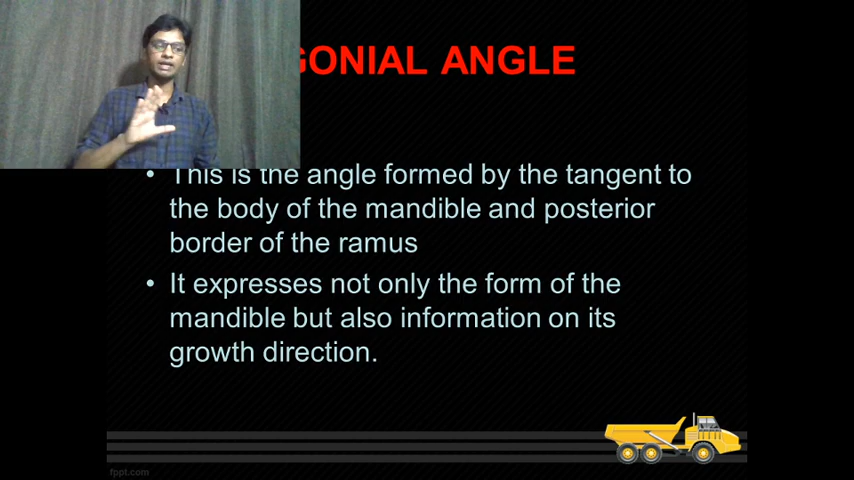 GONIAL ANGLE
• This is the angle formed by the tangent to
the body of the mandible and posterior
border of the ramus
• It expresses not only the form of the
mandible but also information on its
growth direction.
fppt.com